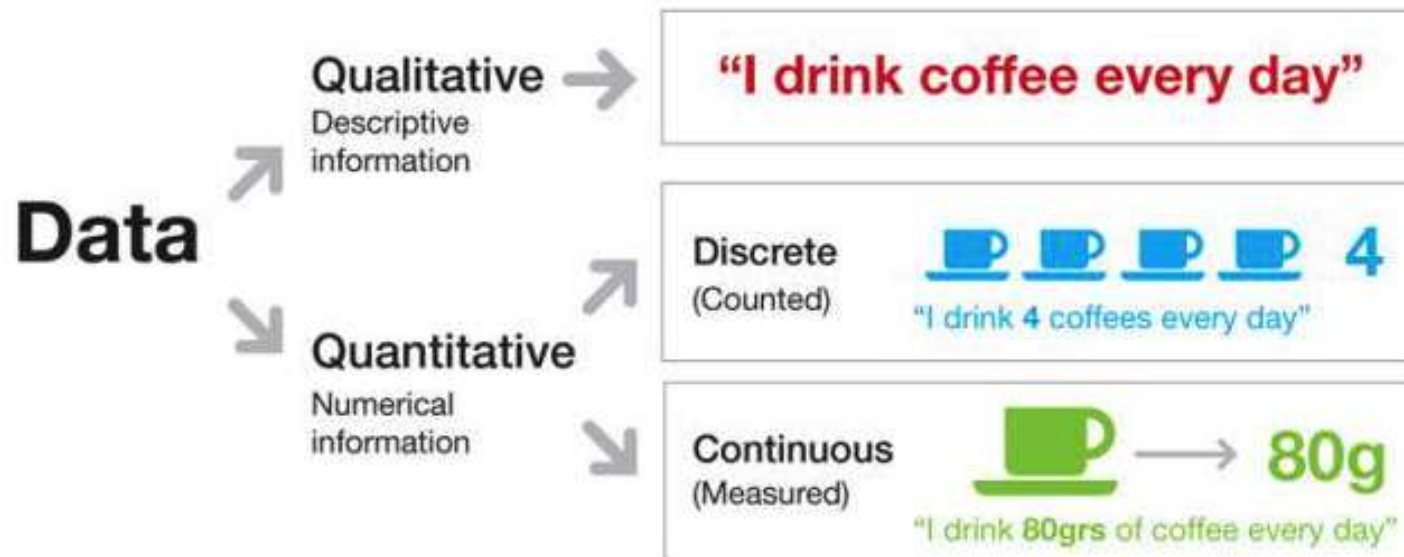 Data
Qualitative
Descriptive
information
"I drink coffee every day"
Quantitative
Numerical
information
Discrete
(Counted)
4
"I drink 4 coffees every day"
Continuous
(Measured)
80g
"I drink 80grs of coffee every day"